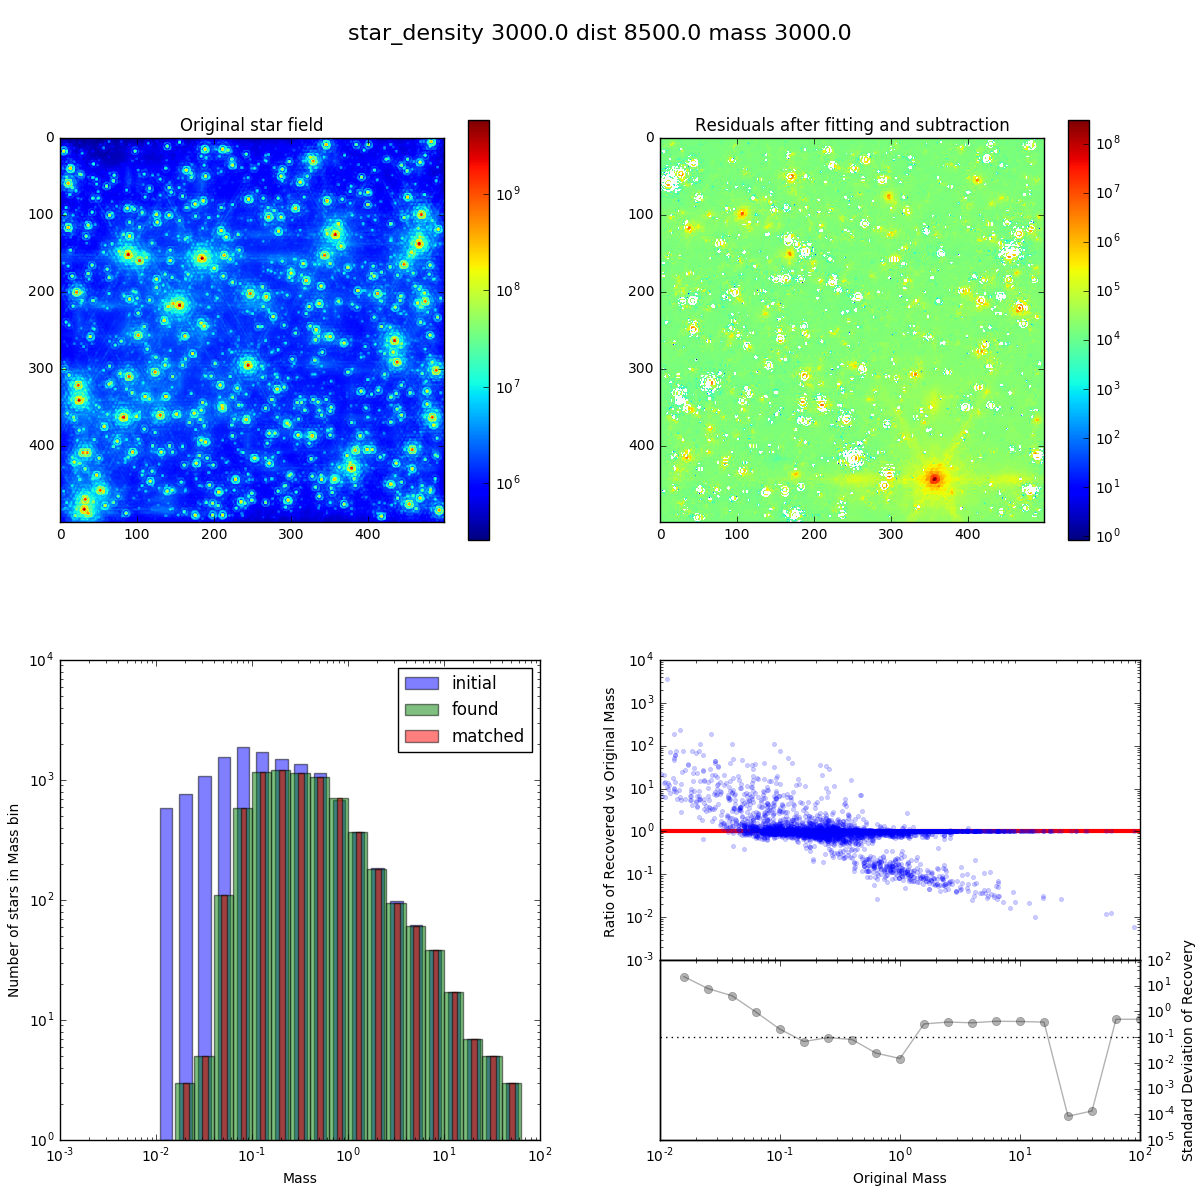 star_density 3000.0 dist 8500.0 mass 3000.0
Original star field
0
100
200
300
400
0 100 200 300 400
10^9
10^8
10^7
10^6
Residuals after fitting and subtraction
0
100
200
300
400
0 100 200 300 400
10^8
10^7
10^6
10^5
10^4
10^3
10^2
10^1
10^0
Number of stars in Mass bin
10^4
10^3
10^2
10^1
10^0
initial
found
matched
10^-3 10^-2 10^-1 10^0 10^1 10^2
Mass
Ratio of Recovered vs Original Mass
10^4
10^3
10^2
10^1
10^0
10^-1
10^-2
10^-3
10^2
10^1
10^0
10^-1
10^-2
10^-3
10^-4
10^-5
Standard Deviation of Recovery
10^-2 10^-1 10^0 10^1 10^2
Original Mass